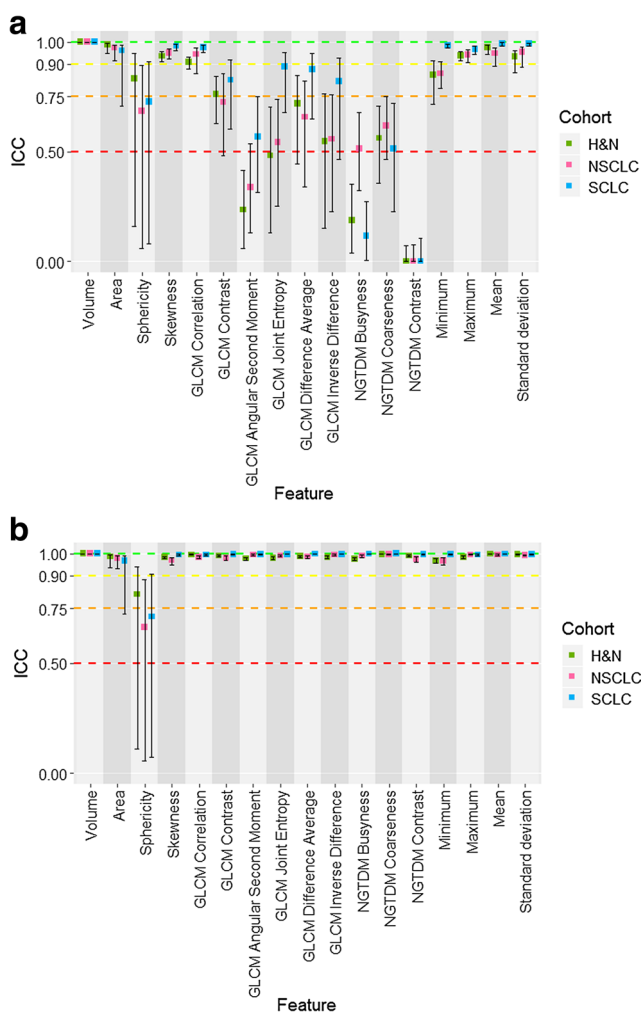 a
1.00
0.90
0.75
0.50
0.00
ICC
Volume
Area
Sphericity
Skewness
GLCM Correlation
GLCM Contrast
GLCM Angular Second Moment
GLCM Joint Entropy
GLCM Difference Average
GLCM Inverse Difference
NGTDM Busyness
NGTDM Coarseness
NGTDM Contrast
Minimum
Maximum
Mean
Standard deviation
Feature
Cohort
H&N
NSCLC
SCLC
b
1.00
0.90
0.75
0.50
0.00
ICC
Volume
Area
Sphericity
Skewness
GLCM Correlation
GLCM Contrast
GLCM Angular Second Moment
GLCM Joint Entropy
GLCM Difference Average
GLCM Inverse Difference
NGTDM Busyness
NGTDM Coarseness
NGTDM Contrast
Minimum
Maximum
Mean
Standard deviation
Feature
Cohort
H&N
NSCLC
SCLC